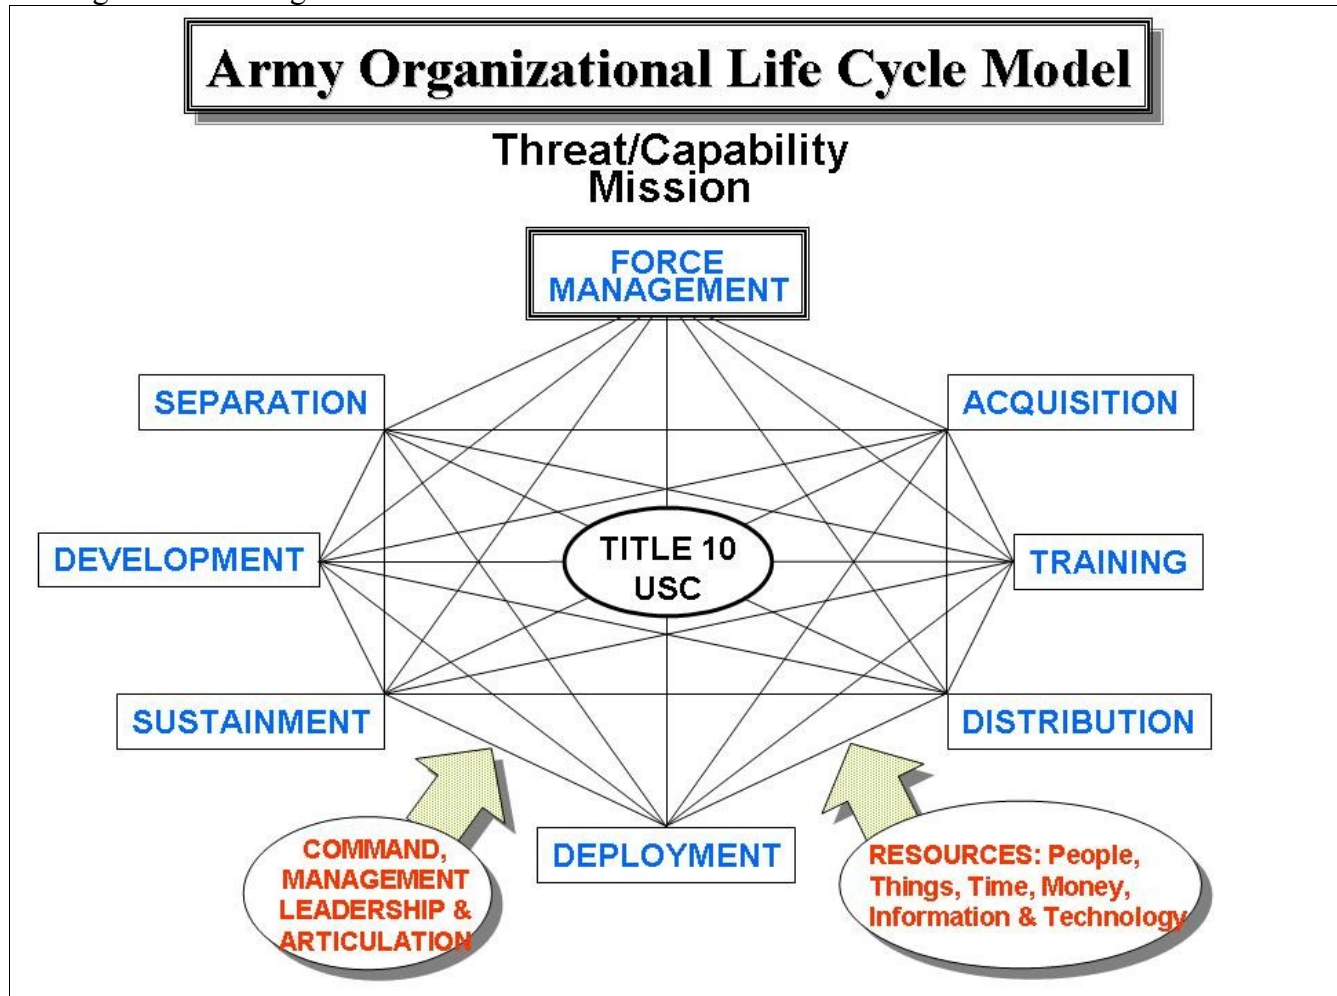 Army Organizational Life Cycle Model
Threat/Capability
Mission
FORCE
MANAGEMENT
SEPARATION
ACQUISITION
TITLE 10
USC
DEVELOPMENT
TRAINING
SUSTAINMENT
DISTRIBUTION
DEPLOYMENT
COMMAND,
MANAGEMENT
LEADERSHIP &
ARTICULATION
RESOURCES: People,
Things, Time, Money,
Information & Technology